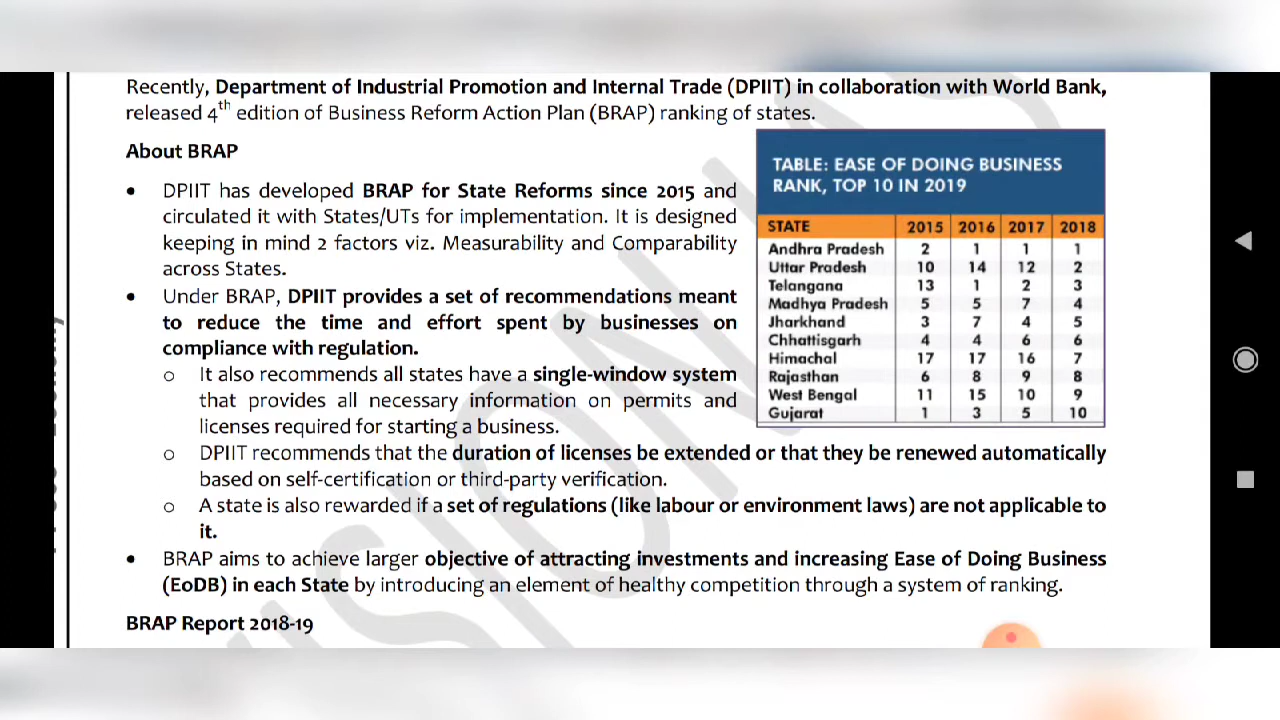 Recently, Department of Industrial Promotion and Internal Trade (DPIIT) in collaboration with World Bank,
released 4th edition of Business Reform Action Plan (BRAP) ranking of states.
About BRAP
• DPIIT has developed BRAP for State Reforms since 2015 and
circulated it with States/UTs for implementation. It is designed
keeping in mind 2 factors viz. Measurability and Comparability
across States.
• Under BRAP, DPIIT provides a set of recommendations meant
to reduce the time and effort spent by businesses on
compliance with regulation.
o It also recommends all states have a single-window system
that provides all necessary information on permits and
licenses required for starting a business.
TABLE: EASE OF DOING BUSINESS
RANK, TOP 10 IN 2019
STATE 2015 2016 2017 2018
Andhra Pradesh 2 1 1 1
Uttar Pradesh 10 14 12 2
Telangana 13 1 2 3
Madhya Pradesh 5 5 7 4
Jharkhand 3 7 4 5
Chhattisgarh 4 4 6 6
Himachal 17 17 16 7
Rajasthan 6 8 9 8
West Bengal 11 15 10 9
Gujarat 1 3 5 10
o DPIIT recommends that the duration of licenses be extended or that they be renewed automatically
based on self-certification or third-party verification.
o A state is also rewarded if a set of regulations (like labour or environment laws) are not applicable to
it.
• BRAP aims to achieve larger objective of attracting investments and increasing Ease of Doing Business
(EoDB) in each State by introducing an element of healthy competition through a system of ranking.
BRAP Report 2018-19